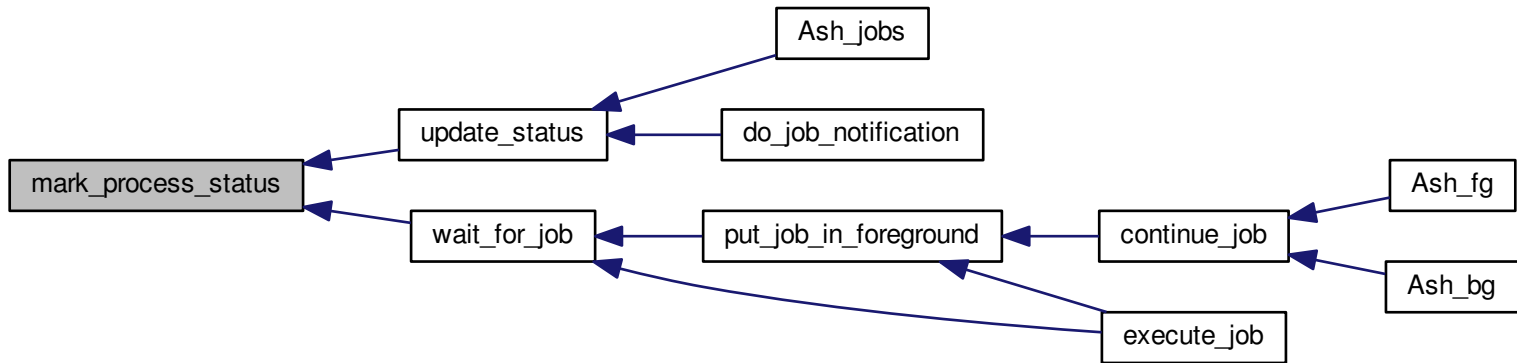 Ash_jobs
update_status
do_job_notification
mark_process_status
Ash_fg
wait_for_job
put_job_in_foreground
continue_job
Ash_bg
execute_job